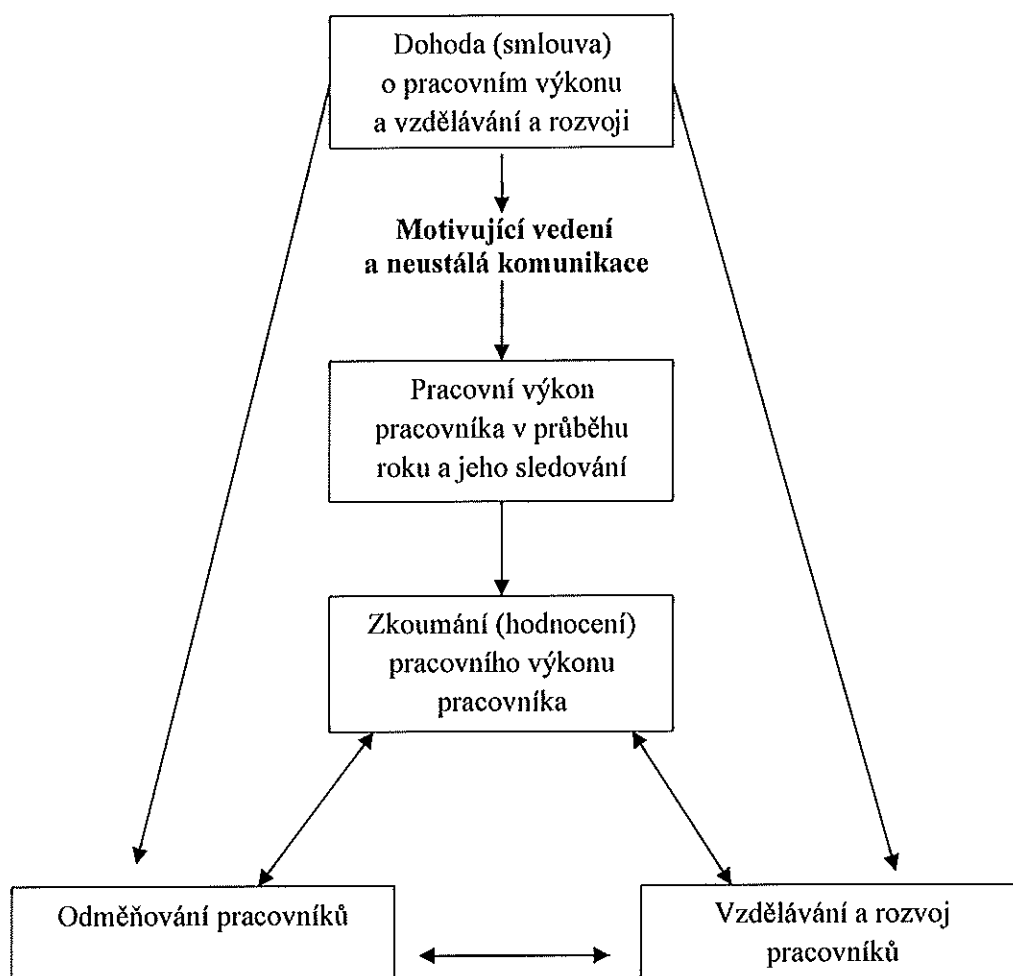 Dohoda (smlouva)
o pracovním výkonu
a vzdělávání a rozvoji
Motivující vedení
a neustálá komunikace
Pracovní výkon
pracovníka v průběhu
roku a jeho sledování
Zkoumání (hodnocení)
pracovního výkonu
pracovníka
Odměňování pracovníků
Vzdělávání a rozvoj
pracovníků